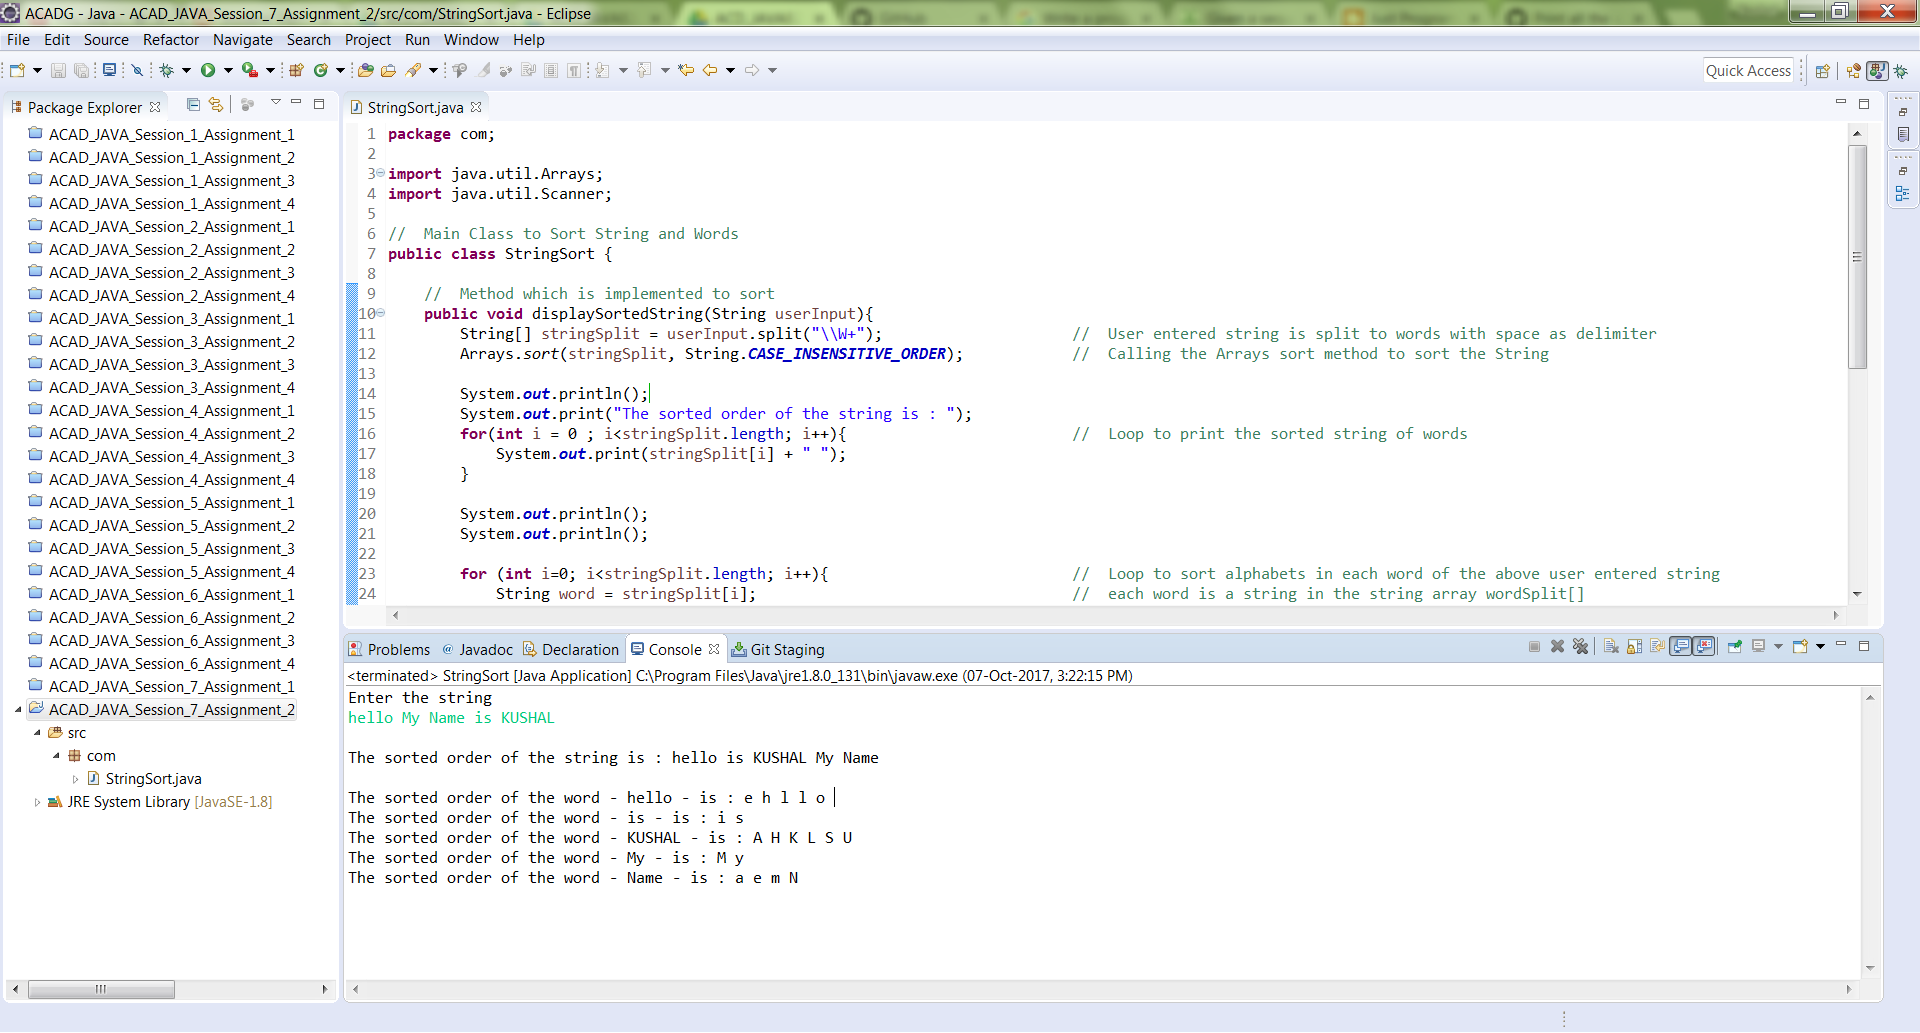 ACADG - Java - ACAD_JAVA_Session_7_Assignment_2/src/com/StringSort.java - Eclipse
File Edit Source Refactor Navigate Search Project Run Window Help
Quick Access
Package Explorer
ACAD_JAVA_Session_1_Assignment_1
ACAD_JAVA_Session_1_Assignment_2
ACAD_JAVA_Session_1_Assignment_3
ACAD_JAVA_Session_1_Assignment_4
ACAD_JAVA_Session_2_Assignment_1
ACAD_JAVA_Session_2_Assignment_2
ACAD_JAVA_Session_2_Assignment_3
ACAD_JAVA_Session_2_Assignment_4
ACAD_JAVA_Session_3_Assignment_1
ACAD_JAVA_Session_3_Assignment_2
ACAD_JAVA_Session_3_Assignment_3
ACAD_JAVA_Session_3_Assignment_4
ACAD_JAVA_Session_4_Assignment_1
ACAD_JAVA_Session_4_Assignment_2
ACAD_JAVA_Session_4_Assignment_3
ACAD_JAVA_Session_4_Assignment_4
ACAD_JAVA_Session_5_Assignment_1
ACAD_JAVA_Session_5_Assignment_2
ACAD_JAVA_Session_5_Assignment_3
ACAD_JAVA_Session_5_Assignment_4
ACAD_JAVA_Session_6_Assignment_1
ACAD_JAVA_Session_6_Assignment_2
ACAD_JAVA_Session_6_Assignment_3
ACAD_JAVA_Session_6_Assignment_4
ACAD_JAVA_Session_7_Assignment_1
ACAD_JAVA_Session_7_Assignment_2
src
com
StringSort.java
JRE System Library [JavaSE-1.8]
StringSort.java
1 package com;
2
3 import java.util.Arrays;
4 import java.util.Scanner;
5
6 //  Main Class to Sort String and Words
7 public class StringSort {
8
9     //  Method which is implemented to sort
10     public void displaySortedString(String userInput){
11         String[] stringSplit = userInput.split("\\W+");    //  User entered string is split to words with space as delimiter
12         Arrays.sort(stringSplit, String.CASE_INSENSITIVE_ORDER);    //  Calling the Arrays sort method to sort the String
13
14         System.out.println();
15         System.out.print("The sorted order of the string is : ");
16         for(int i = 0 ; i<stringSplit.length; i++){    //  Loop to print the sorted string of words
17             System.out.print(stringSplit[i] + " ");
18         }
19
20         System.out.println();
21         System.out.println();
22
23         for (int i=0; i<stringSplit.length; i++){    //  Loop to sort alphabets in each word of the above user entered string
24             String word = stringSplit[i];    //  each word is a string in the string array wordSplit[]
Problems @ Javadoc Declaration Console Git Staging
<terminated> StringSort [Java Application] C:\Program Files\Java\jre1.8.0_131\bin\javaw.exe (07-Oct-2017, 3:22:15 PM)
Enter the string
hello My Name is KUSHAL
The sorted order of the string is : hello is KUSHAL My Name
The sorted order of the word - hello - is : e h l l o
The sorted order of the word - is - is : i s
The sorted order of the word - KUSHAL - is : A H K L S U
The sorted order of the word - My - is : M y
The sorted order of the word - Name - is : a e m N